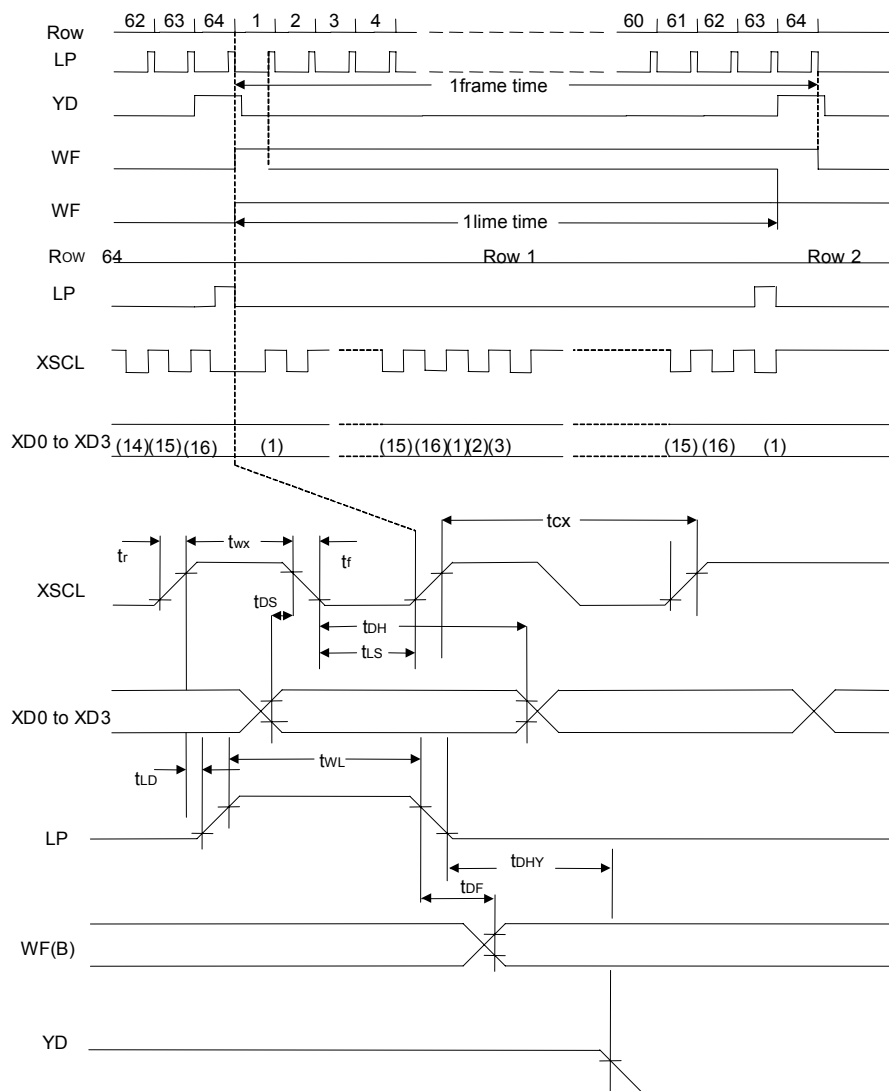 Row 62 63 64 1 2 3 4 60 61 62 63 64
LP
1frame time
YD
WF
WF
1lime time
Row 64 Row 1 Row 2
LP
XSCL
XD0 to XD3 (14)(15)(16) (1) (15)(16)(1)(2)(3) (15)(16) (1)
tcx
tr twx tf
XSCL
tDS
tDH
tLS
XD0 to XD3
tLD tWL
LP
tDHY
tDF
WF(B)
YD